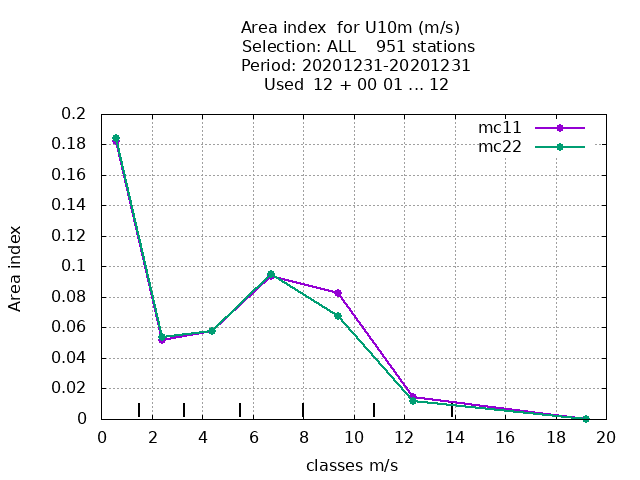 Area index  for U10m (m/s)
Selection: ALL    951 stations
Period: 20201231-20201231
Used  12 + 00 01 ... 12
mc11
mc22
0.2
0.18
0.16
0.14
0.12
0.1
0.08
0.06
0.04
0.02
0
Area index
0 2 4 6 8 10 12 14 16 18 20
classes m/s